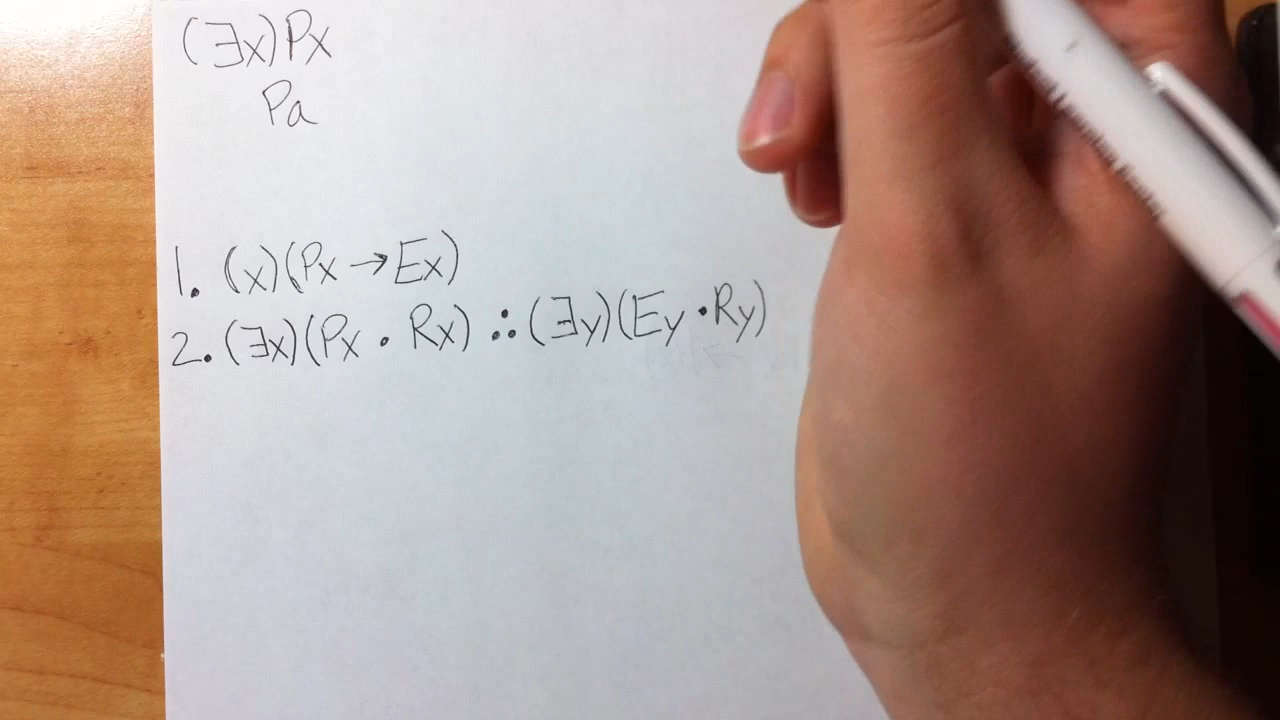 (∃x)Px
Pa
1. (x)(Px → Ex)
2. (∃x)(Px · Rx) ∴ (∃y)(Ey · Ry)